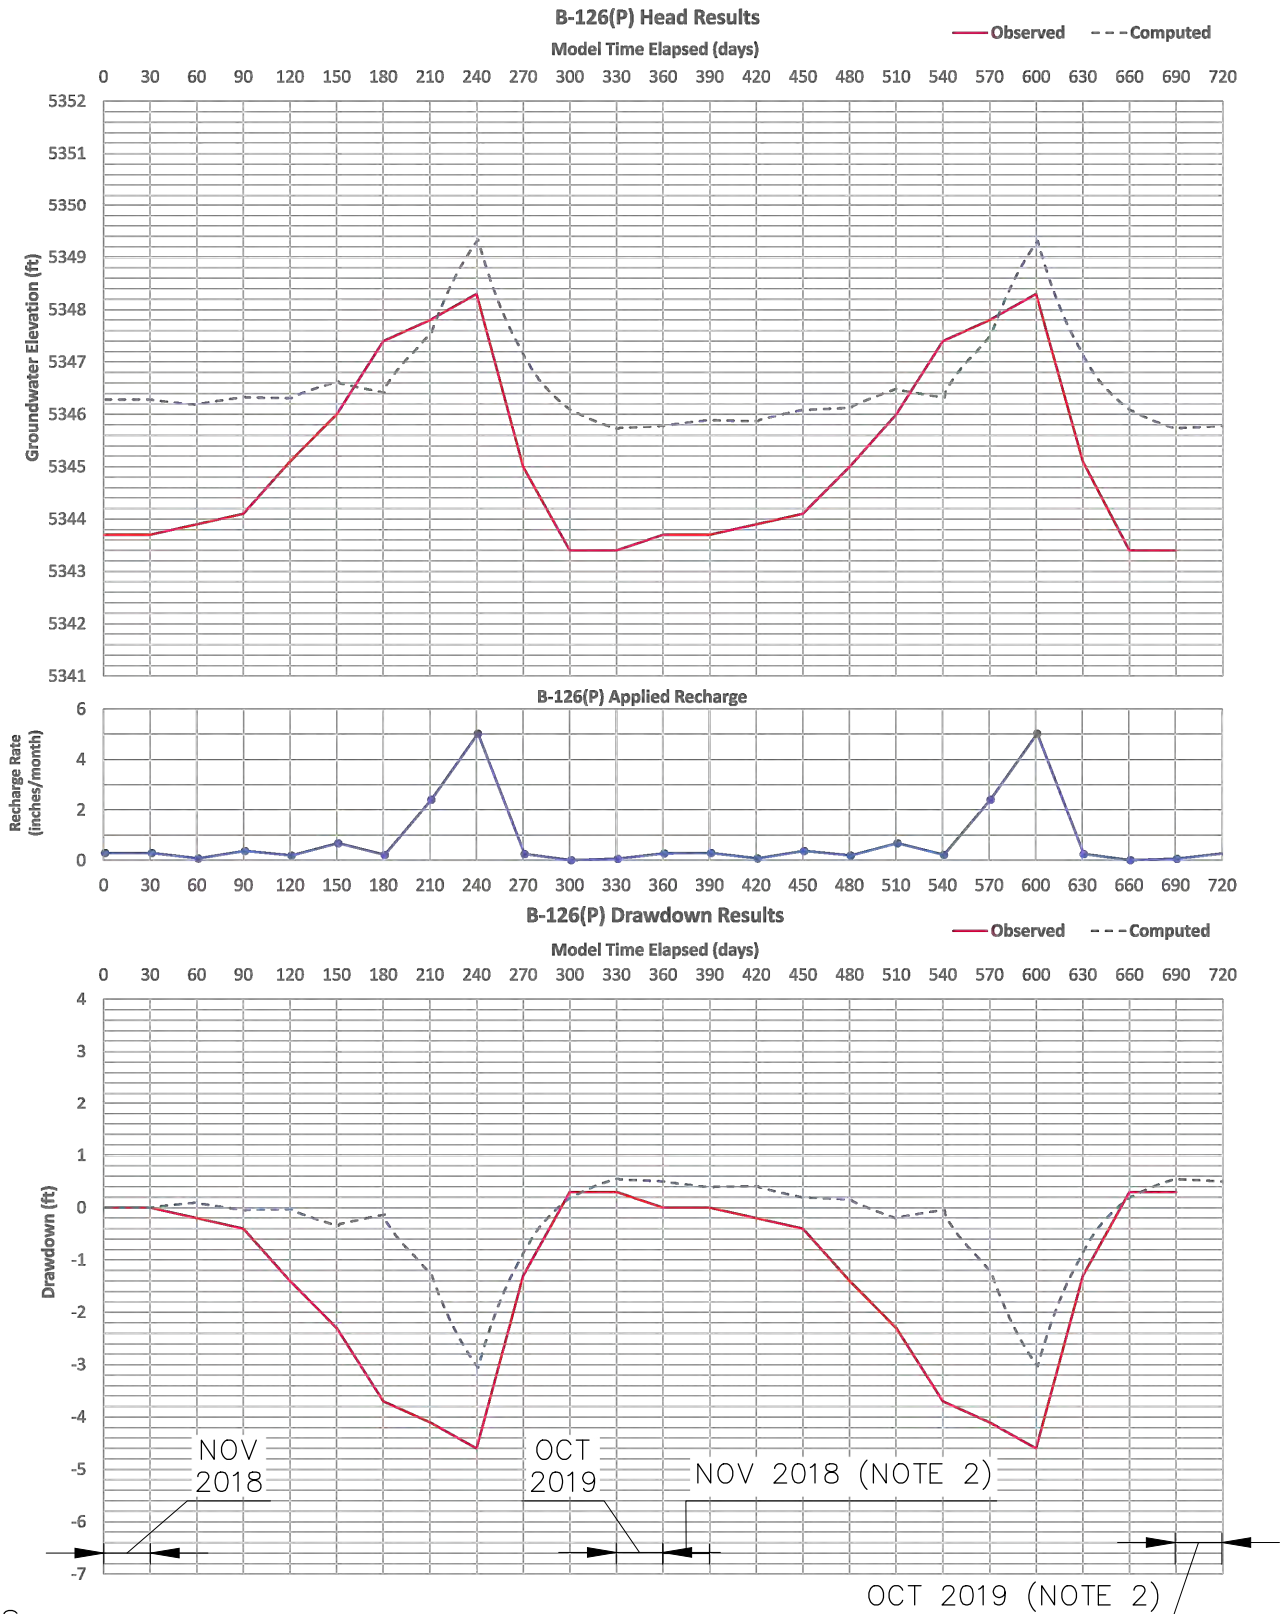 B-126(P) Head Results
Observed Computed
Model Time Elapsed (days)
0 30 60 90 120 150 180 210 240 270 300 330 360 390 420 450 480 510 540 570 600 630 660 690 720
Groundwater Elevation (ft)
5352
5351
5350
5349
5348
5347
5346
5345
5344
5343
5342
5341
B-126(P) Applied Recharge
Recharge Rate
(inches/month)
6
4
2
0
0 30 60 90 120 150 180 210 240 270 300 330 360 390 420 450 480 510 540 570 600 630 660 690 720
B-126(P) Drawdown Results
Observed Computed
Model Time Elapsed (days)
0 30 60 90 120 150 180 210 240 270 300 330 360 390 420 450 480 510 540 570 600 630 660 690 720
Drawdown (ft)
4
3
2
1
0
-1
-2
-3
-4
-5
-6
-7
NOV
2018
OCT
2019
NOV 2018 (NOTE 2)
OCT 2019 (NOTE 2)